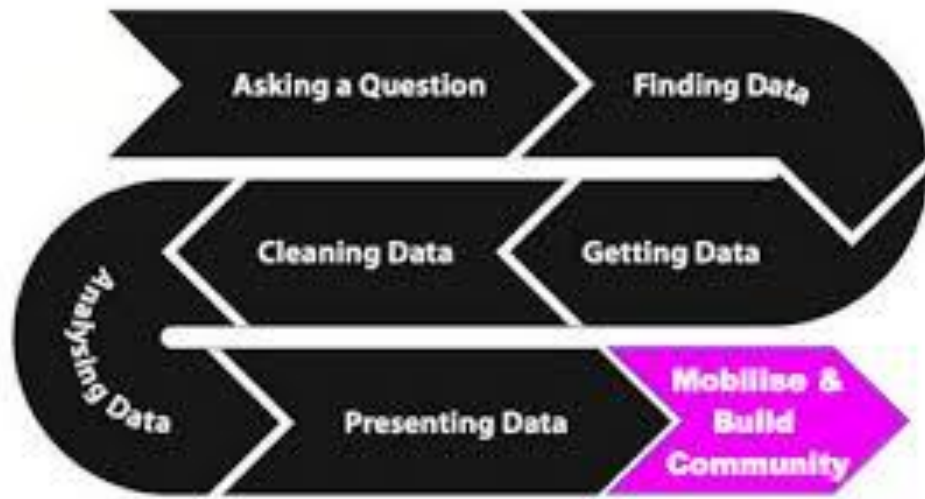 Asking a Question
Finding Data
Getting Data
Cleaning Data
Analysing Data
Presenting Data
Mobilise &
Build
Community